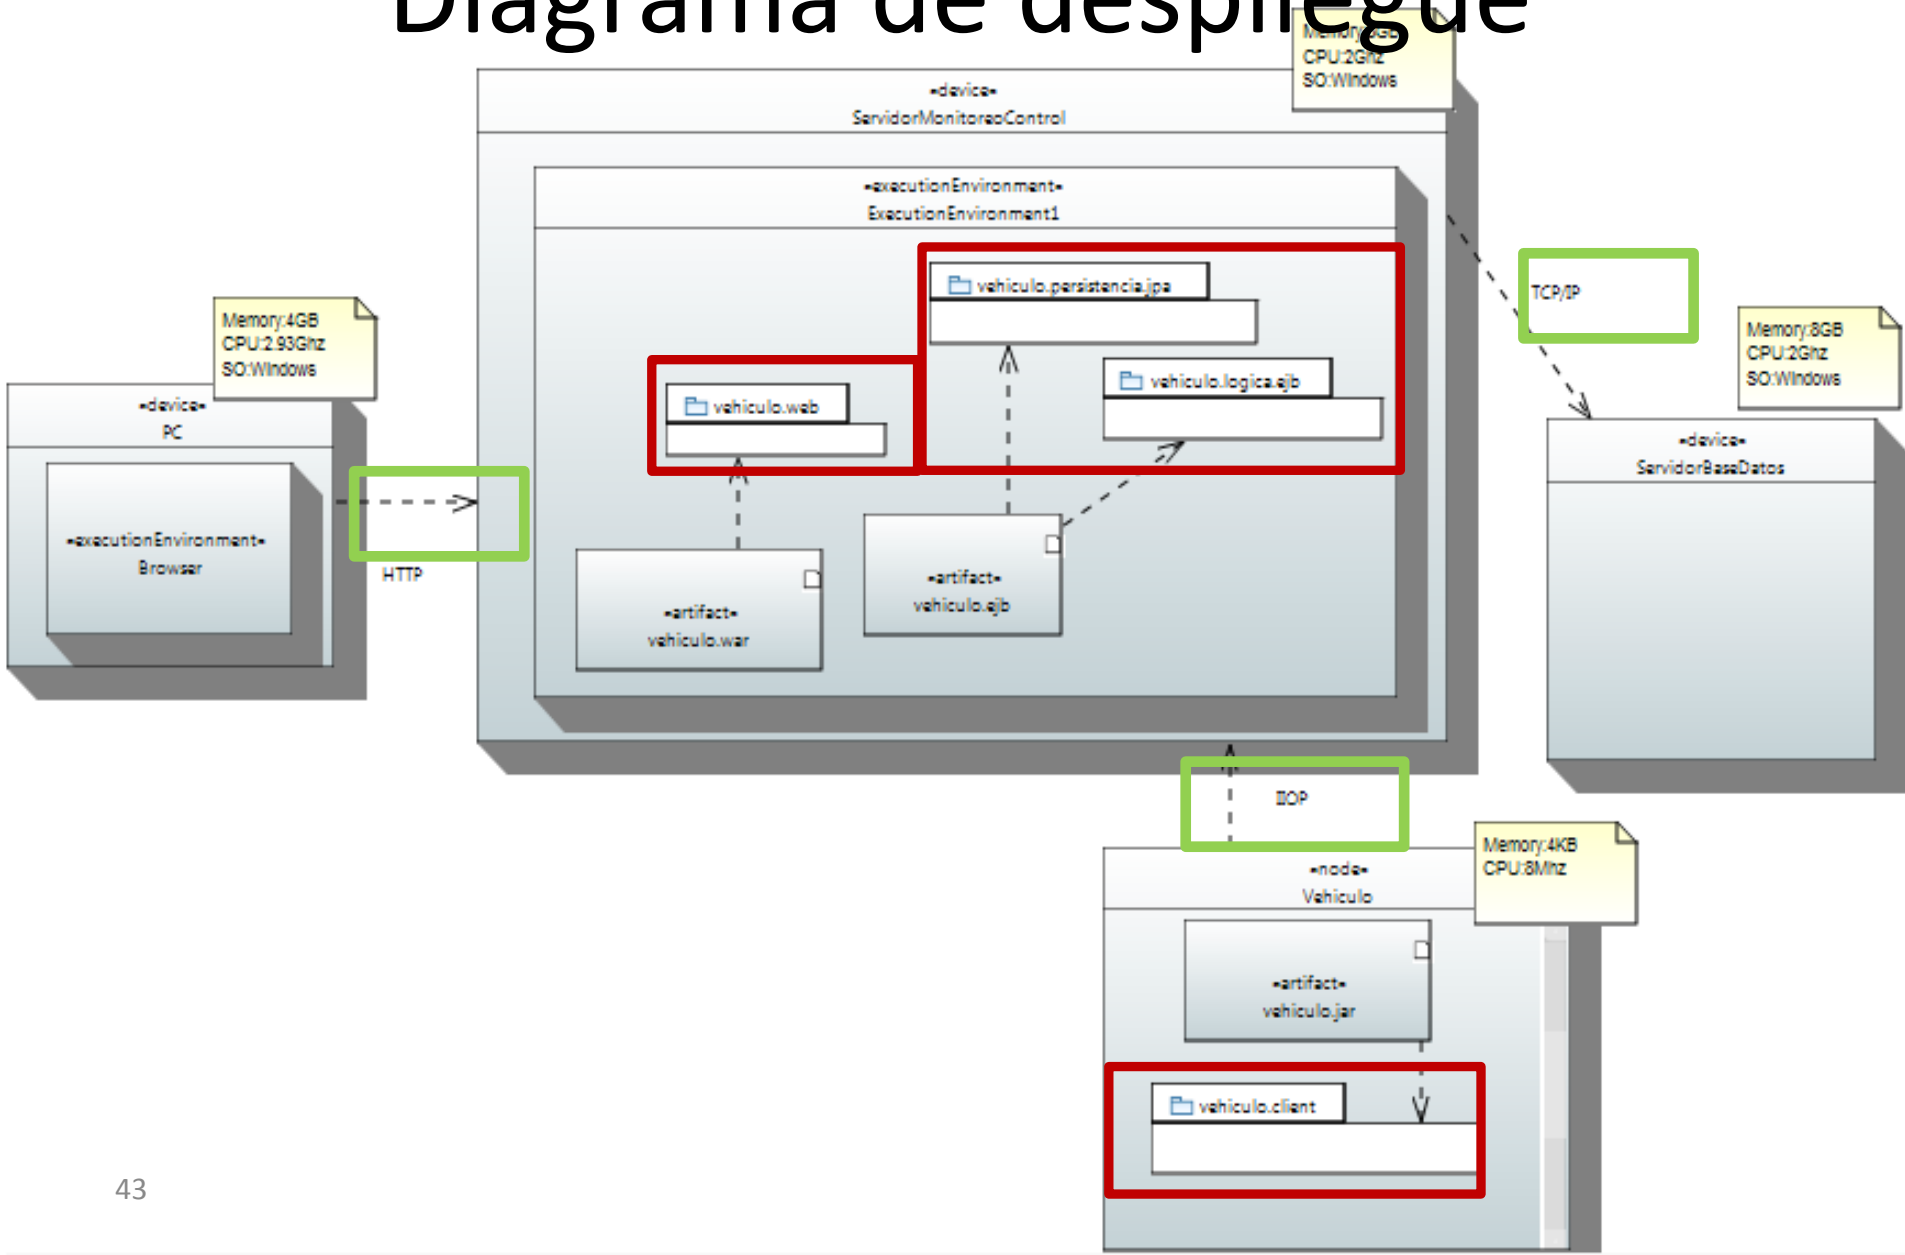 Diagrama de despliegue
CPU:2Ghz
SO:Windows
«device»
ServidorMonitoreoControl
«executionEnvironment»
ExecutionEnvironment1
vehiculo.persistencia.jpa
vehiculo.logica.ejb
vehiculo.web
«artifact»
vehiculo.ejb
«artifact»
vehiculo.war
Memory:4GB
CPU:2.93Ghz
SO:Windows
«device»
PC
«executionEnvironment»
Browser
HTTP
TCP/IP
Memory:8GB
CPU:2Ghz
SO:Windows
«device»
ServidorBaseDatos
IIOP
Memory:4KB
CPU:8Mhz
«node»
Vehiculo
«artifact»
vehiculo.jar
vehiculo.client
43